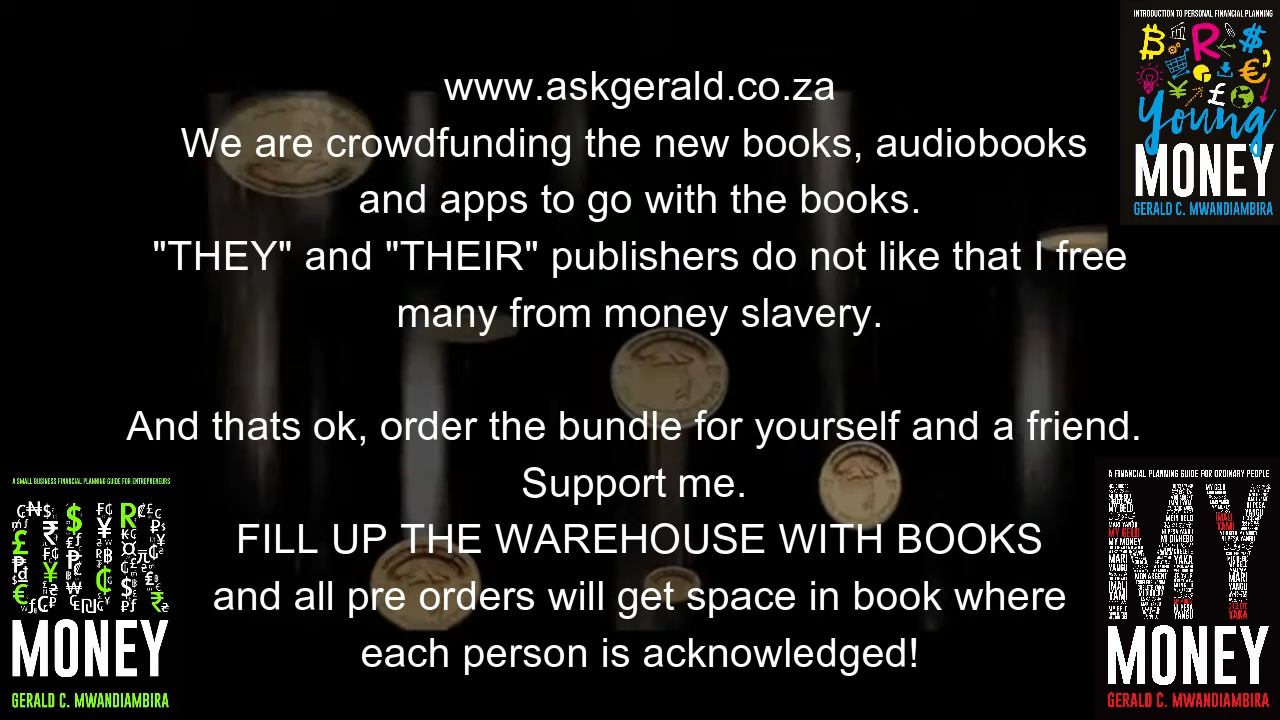 www.askgerald.co.za
We are crowdfunding the new books, audiobooks
and apps to go with the books.
"THEY" and "THEIR" publishers do not like that I free
many from money slavery.
And thats ok, order the bundle for yourself and a friend.
Support me.
FILL UP THE WAREHOUSE WITH BOOKS
and all pre orders will get space in book where
each person is acknowledged!
INTRODUCTION TO PERSONAL FINANCIAL PLANNING
Young
MONEY
GERALD C. MWANDIAMBIRA
A SMALL BUSINESS FINANCIAL PLANNING GUIDE FOR ENTREPRENEURS
OUR
MONEY
GERALD C. MWANDIAMBIRA
A FINANCIAL PLANNING GUIDE FOR ORDINARY PEOPLE
MY
MONEY
GERALD C. MWANDIAMBIRA